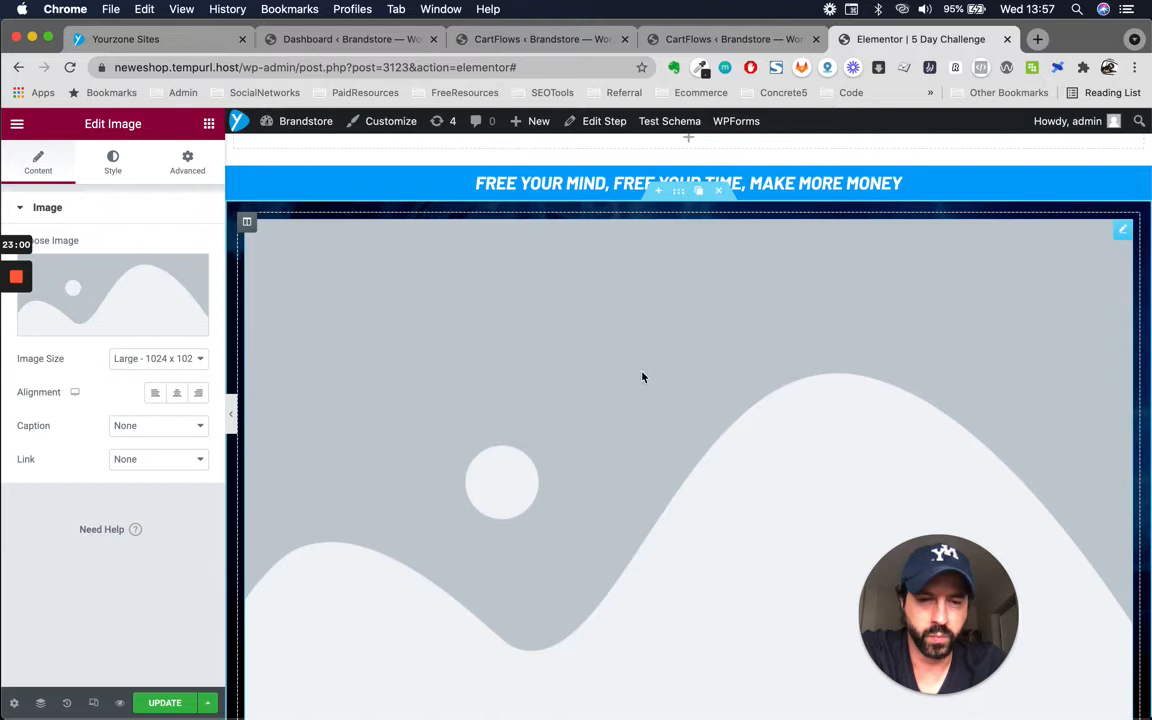 Chrome File Edit View History Bookmarks Profiles Tab Window Help 95% Wed 13:57
Yourzone Sites Dashboard ‹ Brandstore — Wo CartFlows ‹ Brandstore — Wor CartFlows ‹ Brandstore — Wor Elementor | 5 Day Challenge
neweshop.tempurl.host/wp-admin/post.php?post=3123&action=elementor#
Apps Bookmarks Admin SocialNetworks PaidResources FreeResources SEOTools Referral Ecommerce Concrete5 Code » Other Bookmarks Reading List
Edit Image
Brandstore Customize 4 0 New Edit Step Test Schema WPForms Howdy, admin
Content Style Advanced
FREE YOUR MIND, FREE YOUR TIME, MAKE MORE MONEY
Image
23:00
ose Image
Image Size Large - 1024 x 102
Alignment
Caption None
Link None
Need Help ?
UPDATE